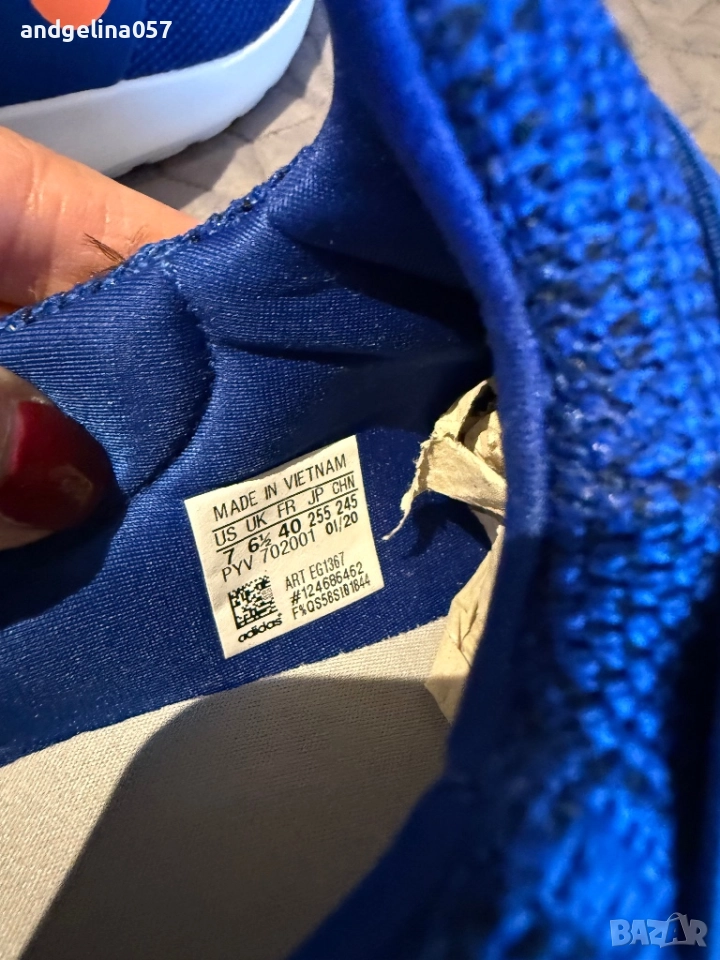 andgelina057
MADE IN VIETNAM
US UK FR JP CHN
7 6½ 40 255 245
PYV 702001 01/20
ART EG1367
#124686462
adidas
BAZAR